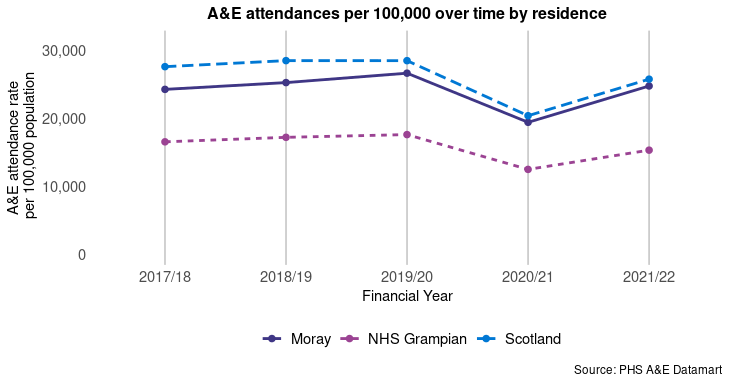 A&E attendances per 100,000 over time by residence
A&E attendance rate
per 100,000 population
30,000
20,000
10,000
0
2017/18 2018/19 2019/20 2020/21 2021/22
Financial Year
Moray NHS Grampian Scotland
Source: PHS A&E Datamart